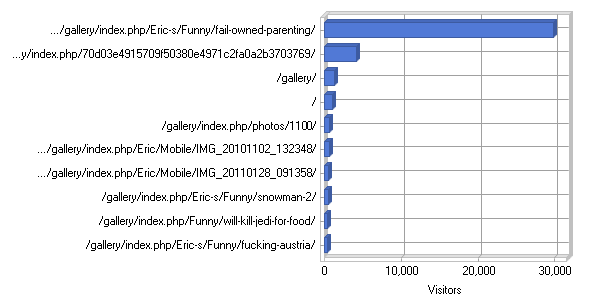 .../gallery/index.php/Eric-s/Funny/fail-owned-parenting/
...y/index.php/70d03e4915709f50380e4971c2fa0a2b3703769/
/gallery/
/
/gallery/index.php/photos/1100/
.../gallery/index.php/Eric/Mobile/IMG_20101102_132348/
.../gallery/index.php/Eric/Mobile/IMG_20110128_091358/
/gallery/index.php/Eric-s/Funny/snowman-2/
/gallery/index.php/Funny/will-kill-jedi-for-food/
/gallery/index.php/Eric-s/Funny/fucking-austria/
0 10,000 20,000 30,000
Visitors